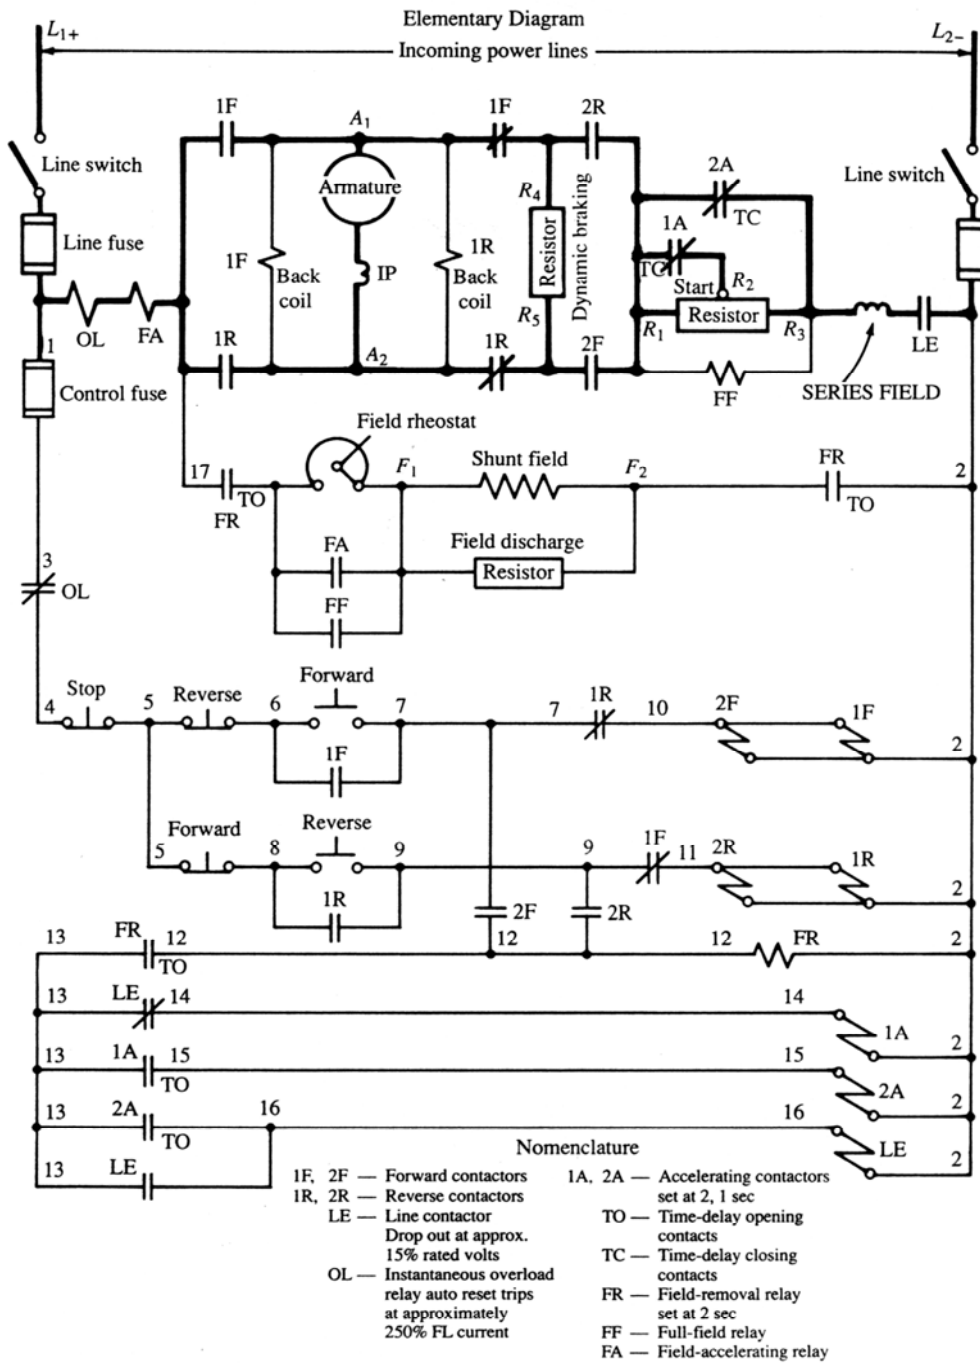 Elementary Diagram
L1+
Incoming power lines
L2−
1F
A1
1F
2R
Line switch
Armature
R4
2A
TC
Line switch
Line fuse
1F
Back coil
IP
1R
Back coil
Resistor
Dynamic braking
1A
TC
R2
Start
OL
FA
R5
R1
Resistor
R3
1
1R
A2
1R
2F
LE
Control fuse
FF
SERIES FIELD
Field rheostat
17
FR
TO
F1
Shunt field
F2
FR
TO
2
FA
Field discharge
Resistor
3
OL
FF
4
Stop
5
Reverse
6
Forward
7
7
1R
10
2F
1F
1F
2
5
Forward
8
Reverse
9
9
1F
11
2R
1R
1R
2F
2R
2
13
FR
12
TO
12
12
FR
2
13
LE
14
14
1A
2
13
1A
15
TO
15
2A
2
13
2A
TO
16
16
LE
2
13
LE
Nomenclature
1F, 2F — Forward contactors
1R, 2R — Reverse contactors
LE — Line contactor
Drop out at approx.
15% rated volts
OL — Instantaneous overload
relay auto reset trips
at approximately
250% FL current
1A, 2A — Accelerating contactors
set at 2, 1 sec
TO — Time-delay opening
contacts
TC — Time-delay closing
contacts
FR — Field-removal relay
set at 2 sec
FF — Full-field relay
FA — Field-accelerating relay